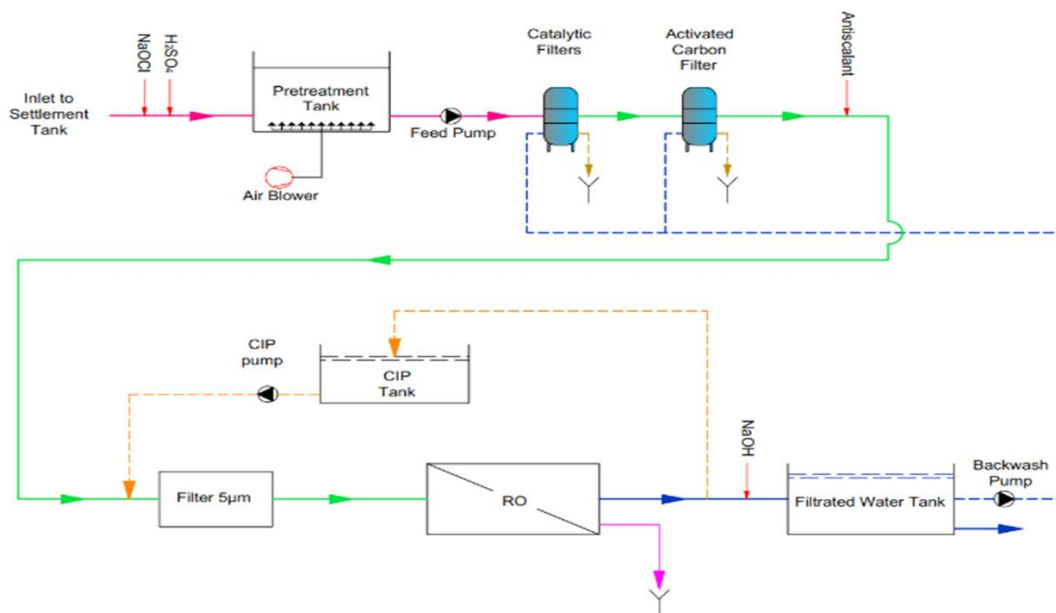 Inlet to
Settlement
Tank
NaOCl
H₂SO₄
Pretreatment
Tank
Air Blower
Feed Pump
Catalytic
Filters
Activated
Carbon
Filter
Antiscalant
CIP
pump
CIP
Tank
Filter 5µm
RO
NaOH
Filtrated Water Tank
Backwash
Pump